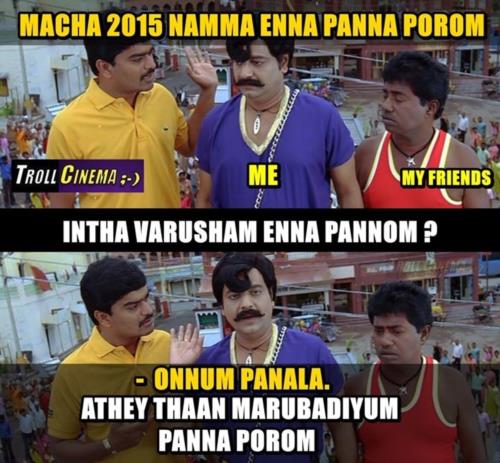 MACHA 2015 NAMMA ENNA PANNA POROM
TROLL CINEMA ;-)
ME
MY FRIENDS
INTHA VARUSHAM ENNA PANNOM ?
- ONNUM PANALA.
ATHEY THAAN MARUBADIYUM
PANNA POROM